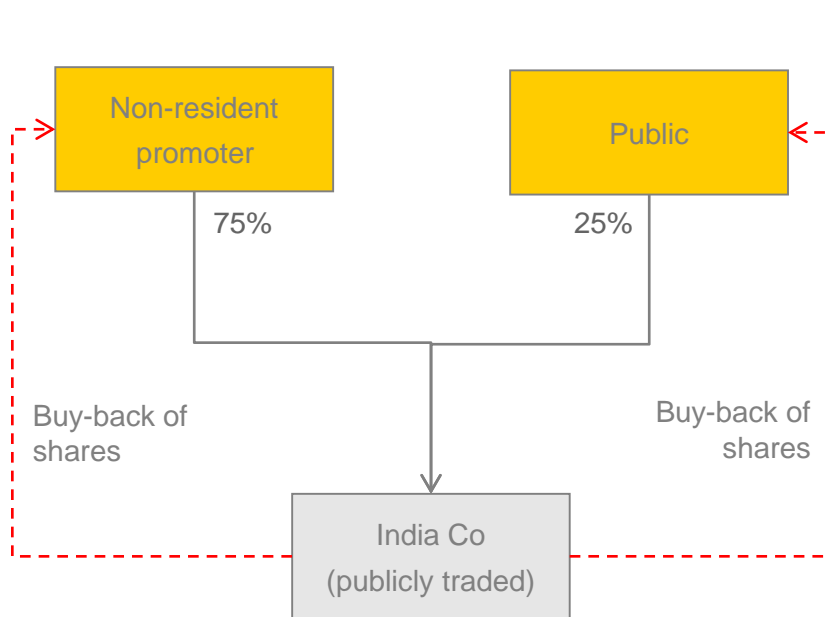 Non-resident
promoter
Public
75%
25%
Buy-back of
shares
Buy-back of
shares
India Co
(publicly traded)